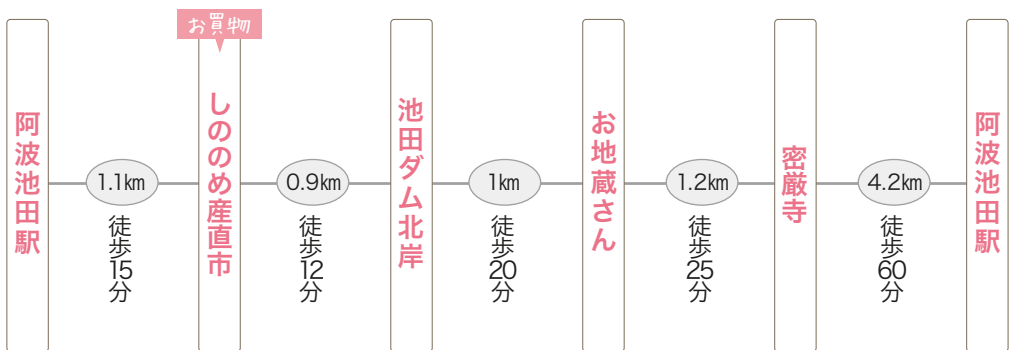 お買物
阿波池田駅
1.1km
徒歩15分
しののめ産直市
0.9km
徒歩12分
池田ダム北岸
1km
徒歩20分
お地蔵さん
1.2km
徒歩25分
密厳寺
4.2km
徒歩60分
阿波池田駅